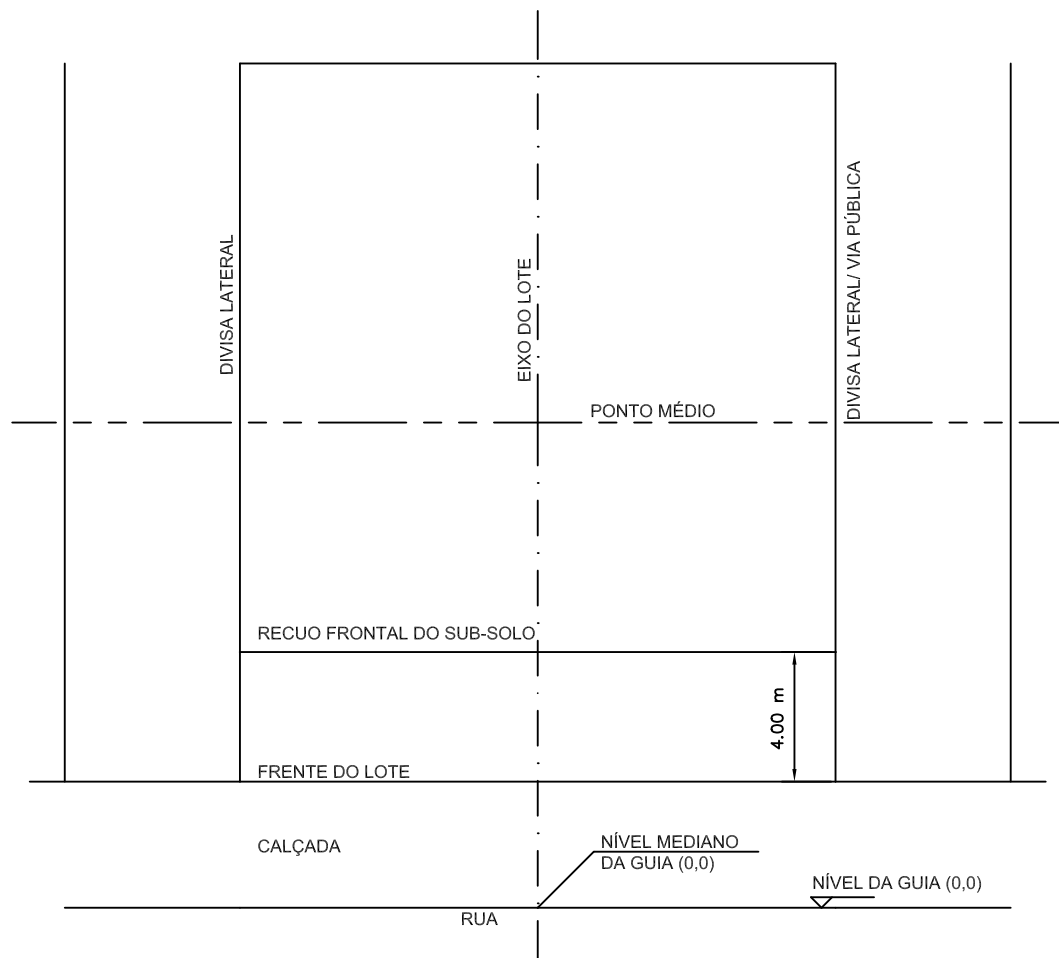 DIVISA LATERAL
EIXO DO LOTE
DIVISA LATERAL/ VIA PÚBLICA
PONTO MÉDIO
RECUO FRONTAL DO SUB-SOLO
4.00 m
FRENTE DO LOTE
CALÇADA
NÍVEL MEDIANO
DA GUIA (0,0)
NÍVEL DA GUIA (0,0)
RUA